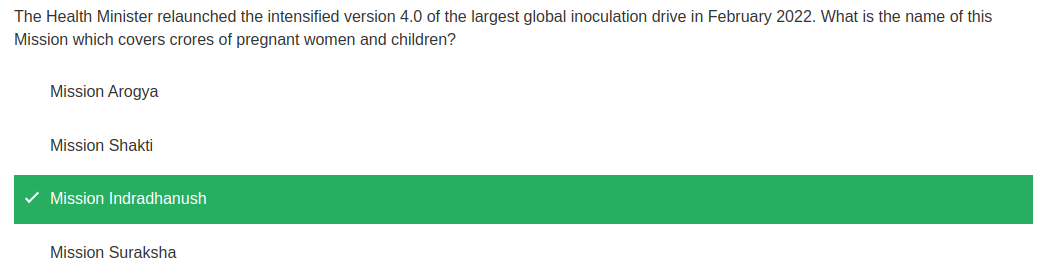 The Health Minister relaunched the intensified version 4.0 of the largest global inoculation drive in February 2022. What is the name of this
Mission which covers crores of pregnant women and children?
Mission Arogya
Mission Shakti
Mission Indradhanush
Mission Suraksha